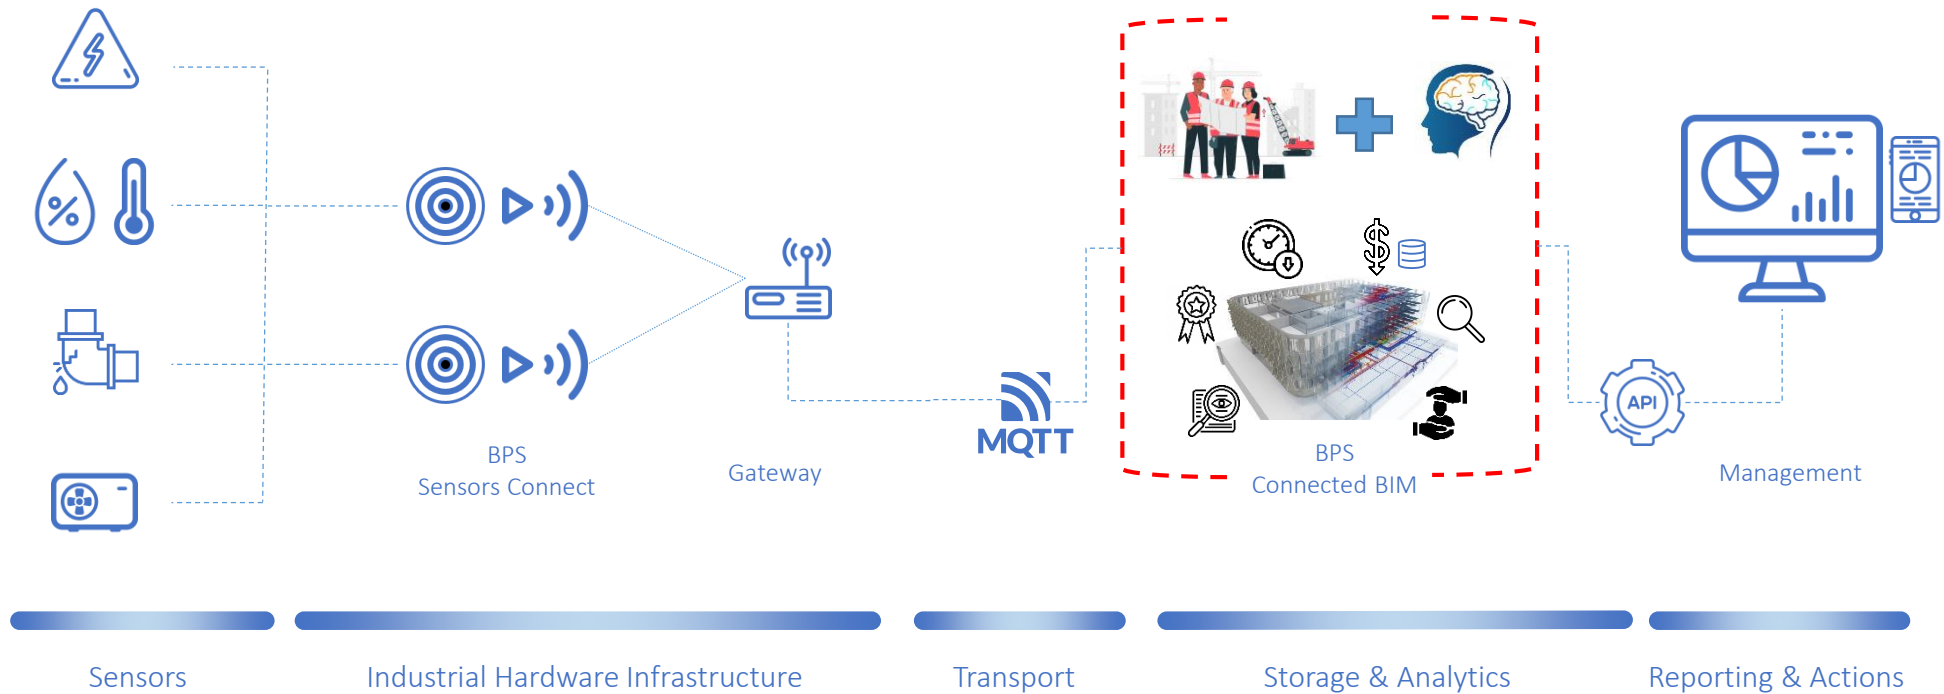 %
BPS
Sensors Connect
Gateway
MQTT
BPS
Connected BIM
API
Management
Sensors
Industrial Hardware Infrastructure
Transport
Storage & Analytics
Reporting & Actions